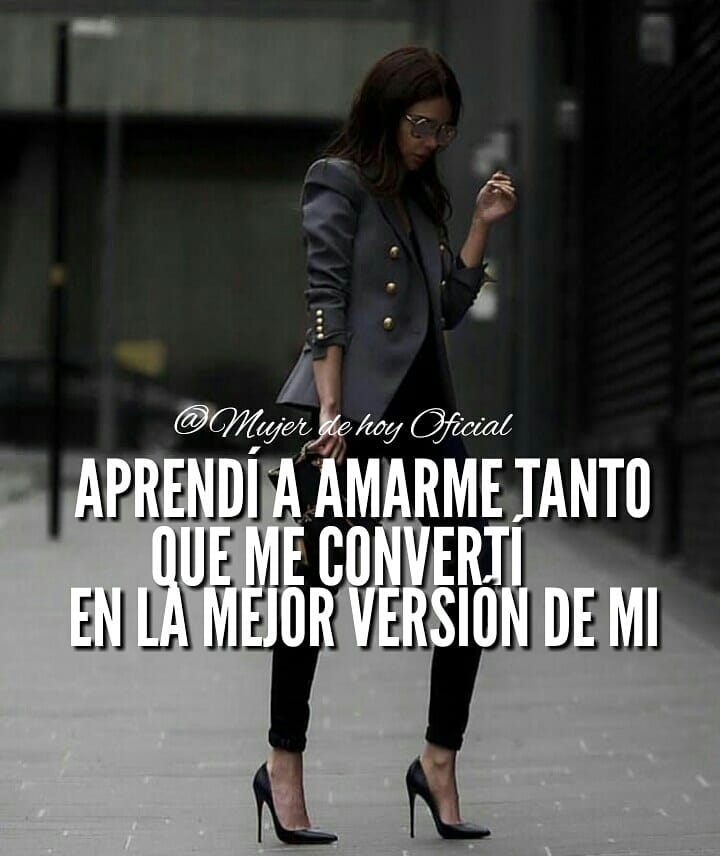 @Mujer de hoy Oficial
APRENDÍ A AMARME TANTO
QUE ME CONVERTÍ
EN LA MEJOR VERSIÓN DE MI